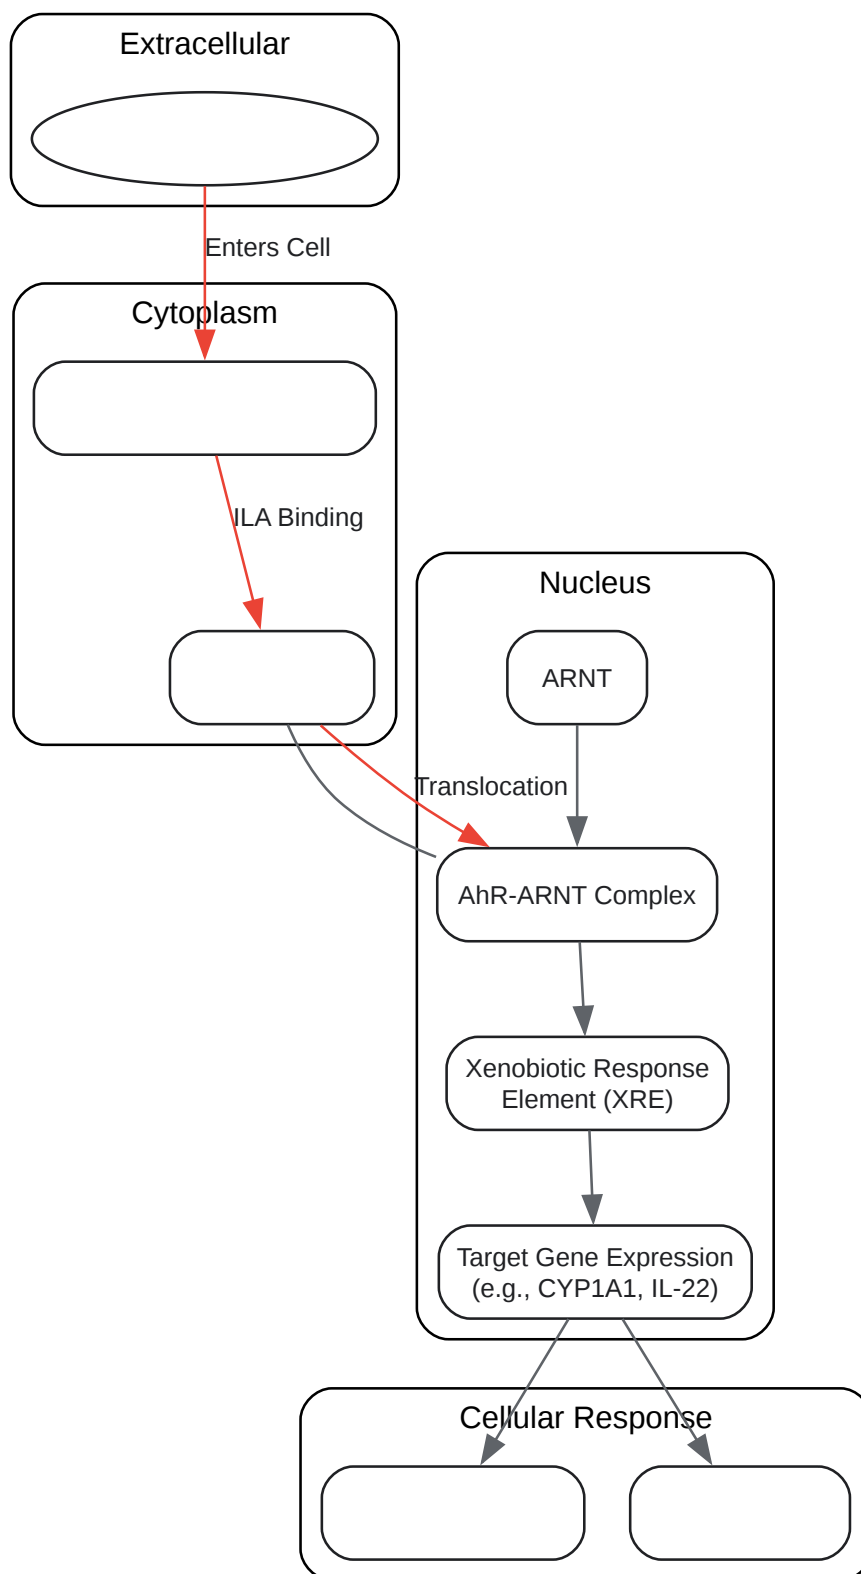 Extracellular
Enters Cell
Cytoplasm
ILA Binding
Nucleus
ARNT
Translocation
AhR-ARNT Complex
Xenobiotic Response
Element (XRE)
Target Gene Expression
(e.g., CYP1A1, IL-22)
Cellular Response